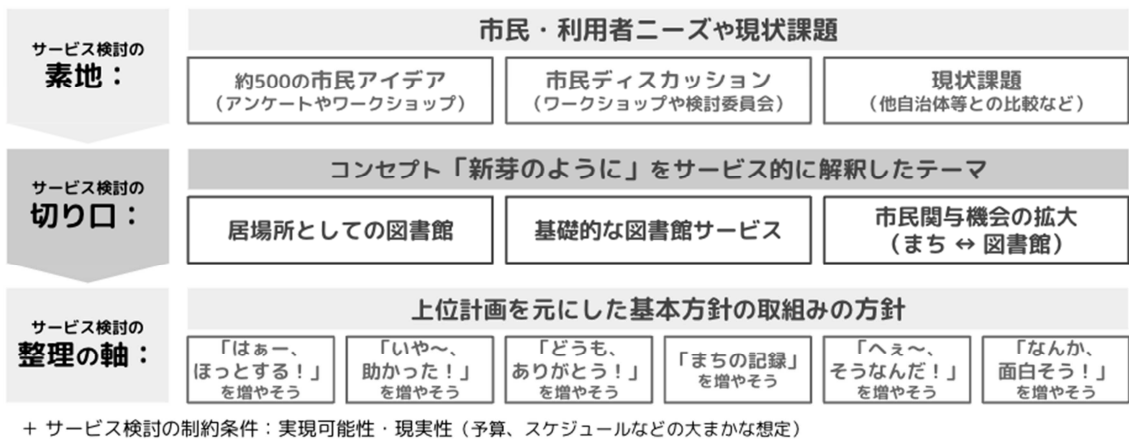 サービス検討の
素地：
市民・利用者ニーズや現状課題
約500の市民アイデア
（アンケートやワークショップ）
市民ディスカッション
（ワークショップや検討委員会）
現状課題
（他自治体等との比較など）
サービス検討の
切り口：
コンセプト「新芽のように」をサービス的に解釈したテーマ
居場所としての図書館
基礎的な図書館サービス
市民関与機会の拡大
（まち ↔ 図書館）
サービス検討の
整理の軸：
上位計画を元にした基本方針の取組みの方針
「はぁー、
ほっとする！」
を増やそう
「いや〜、
助かった！」
を増やそう
「どうも、
ありがとう！」
を増やそう
「まちの記録」
を増やそう
「へぇ〜、
そうなんだ！」
を増やそう
「なんか、
面白そう！」
を増やそう
＋ サービス検討の制約条件：実現可能性・現実性（予算、スケジュールなどの大まかな想定）